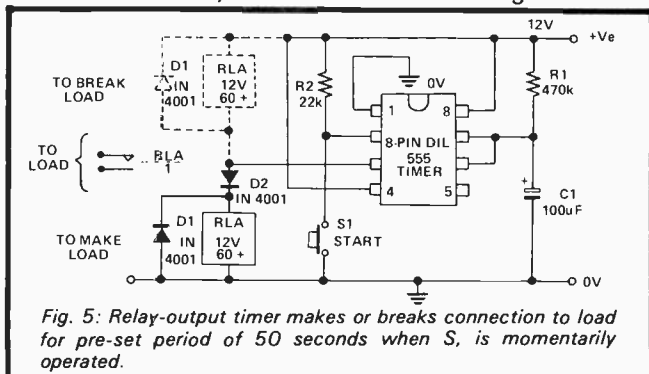 12V
+Ve
D1
IN
4001
RLA
12V
60 +
TO BREAK
LOAD
R2
22k
0V
R1
470k
1
8
8-PIN DIL
555
TIMER
4
5
TO
LOAD
RLA
1
D2
IN 4001
C1
100uF
+
D1
IN
4001
RLA
12V
60 +
S1
START
TO MAKE
LOAD
0V
Fig. 5: Relay-output timer makes or breaks connection to load
for pre-set period of 50 seconds when S, is momentarily
operated.